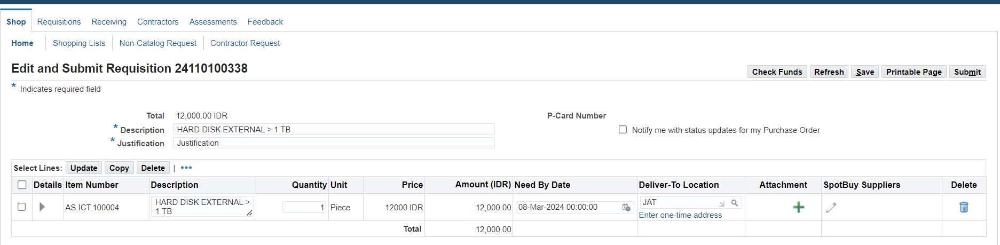 Shop Requisitions Receiving Contractors Assessments Feedback
Home Shopping Lists Non-Catalog Request Contractor Request
Edit and Submit Requisition 24110100338
Check Funds Refresh Save Printable Page Submit
* Indicates required field
Total 12,000.00 IDR P-Card Number
* Description HARD DISK EXTERNAL > 1 TB Notify me with status updates for my Purchase Order
* Justification Justification
Select Lines: Update Copy Delete | •••
Details Item Number Description Quantity Unit Price Amount (IDR) Need By Date Deliver-To Location Attachment SpotBuy Suppliers Delete
AS.ICT.100004 HARD DISK EXTERNAL > 1 Piece 12000 IDR 12,000.00 08-Mar-2024 00:00:00 JAT
1 TB Enter one-time address
Total 12,000.00